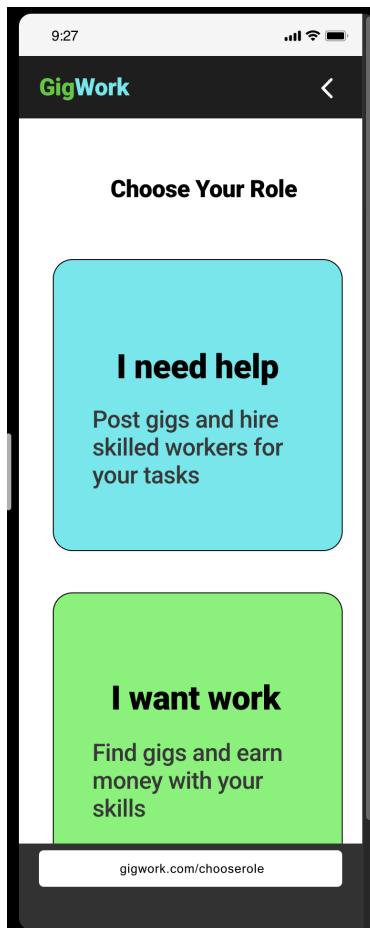 9:27
GigWork
Choose Your Role
I need help
Post gigs and hire
skilled workers for
your tasks
I want work
Find gigs and earn
money with your
skills
gigwork.com/chooserole